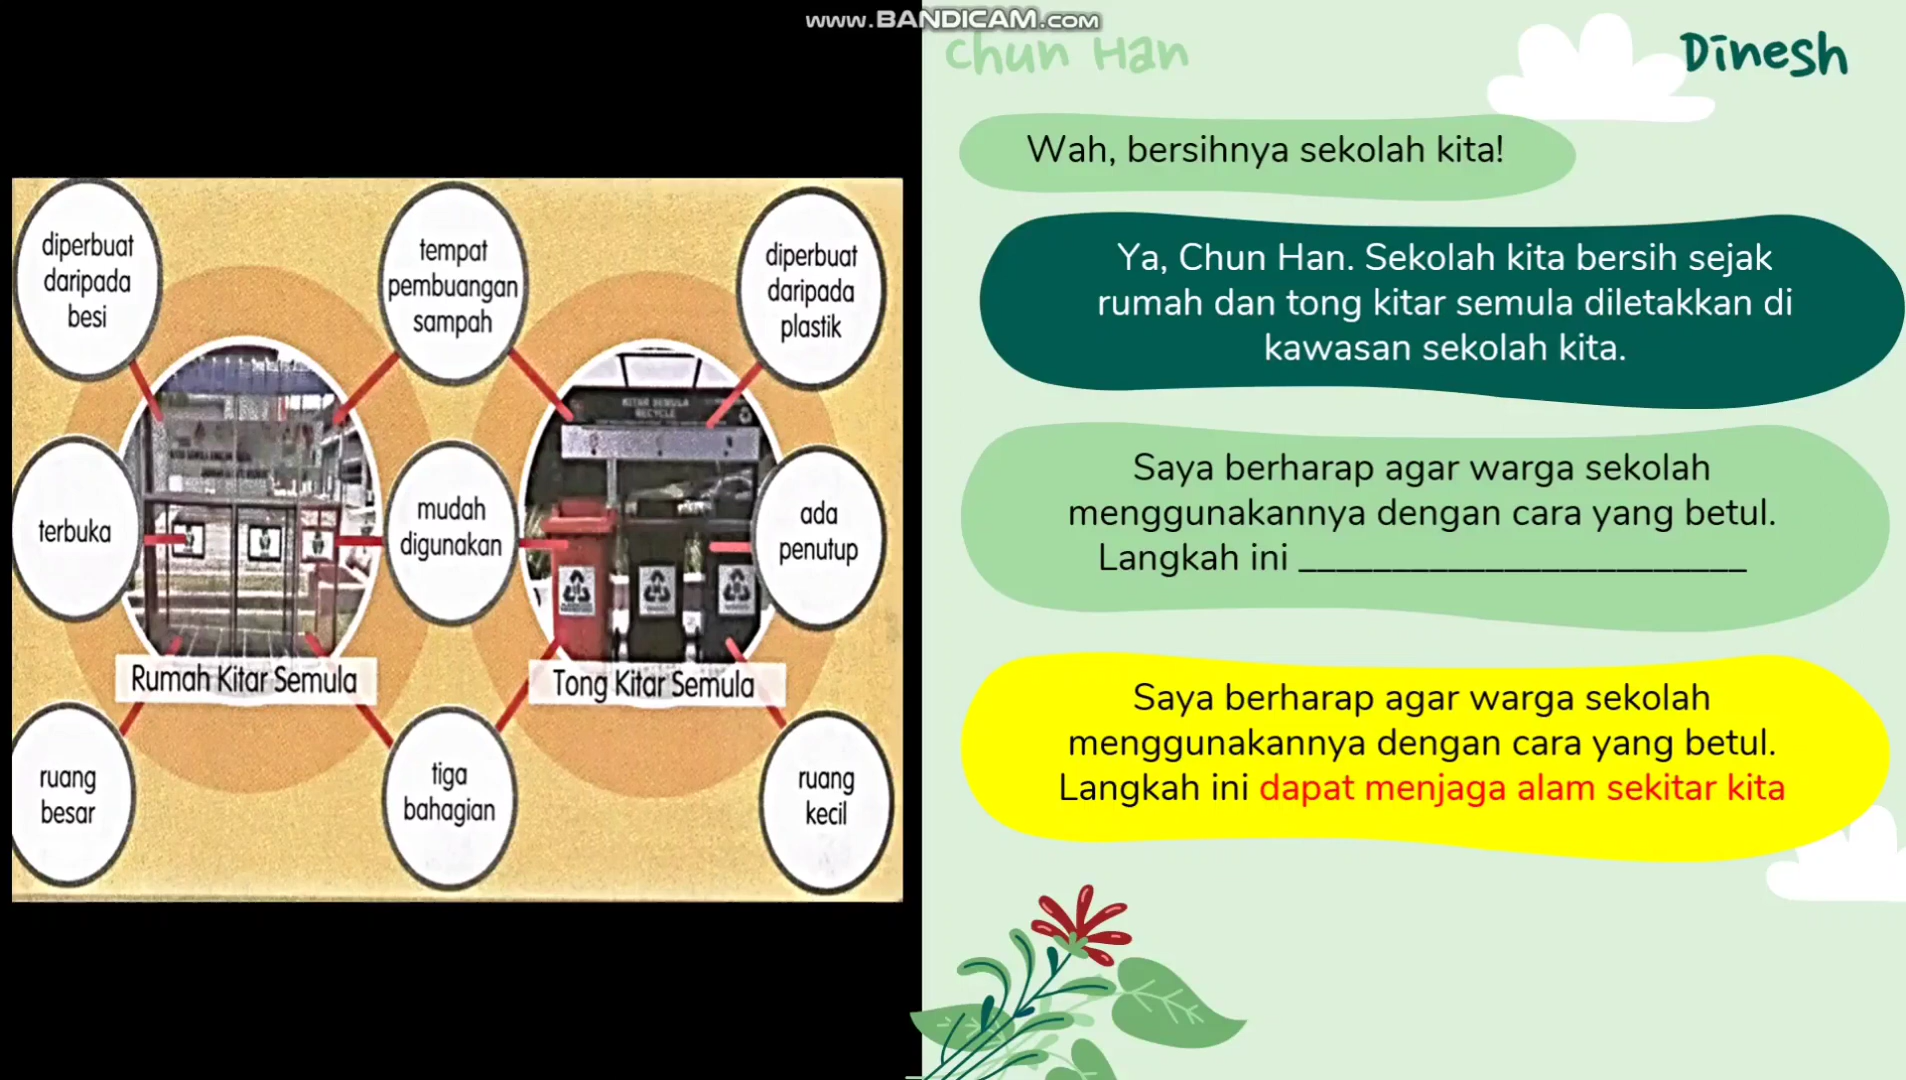 www.BANDICAM.com
Chun Han
Dinesh
Wah, bersihnya sekolah kita!
Ya, Chun Han. Sekolah kita bersih sejak
rumah dan tong kitar semula diletakkan di
kawasan sekolah kita.
Saya berharap agar warga sekolah
menggunakannya dengan cara yang betul.
Langkah ini ________________________
Saya berharap agar warga sekolah
menggunakannya dengan cara yang betul.
Langkah ini dapat menjaga alam sekitar kita
diperbuat
daripada
besi
tempat
pembuangan
sampah
diperbuat
daripada
plastik
KITAR SEMULA
RECYCLE
terbuka
mudah
digunakan
ada
penutup
Rumah Kitar Semula
Tong Kitar Semula
ruang
besar
tiga
bahagian
ruang
kecil